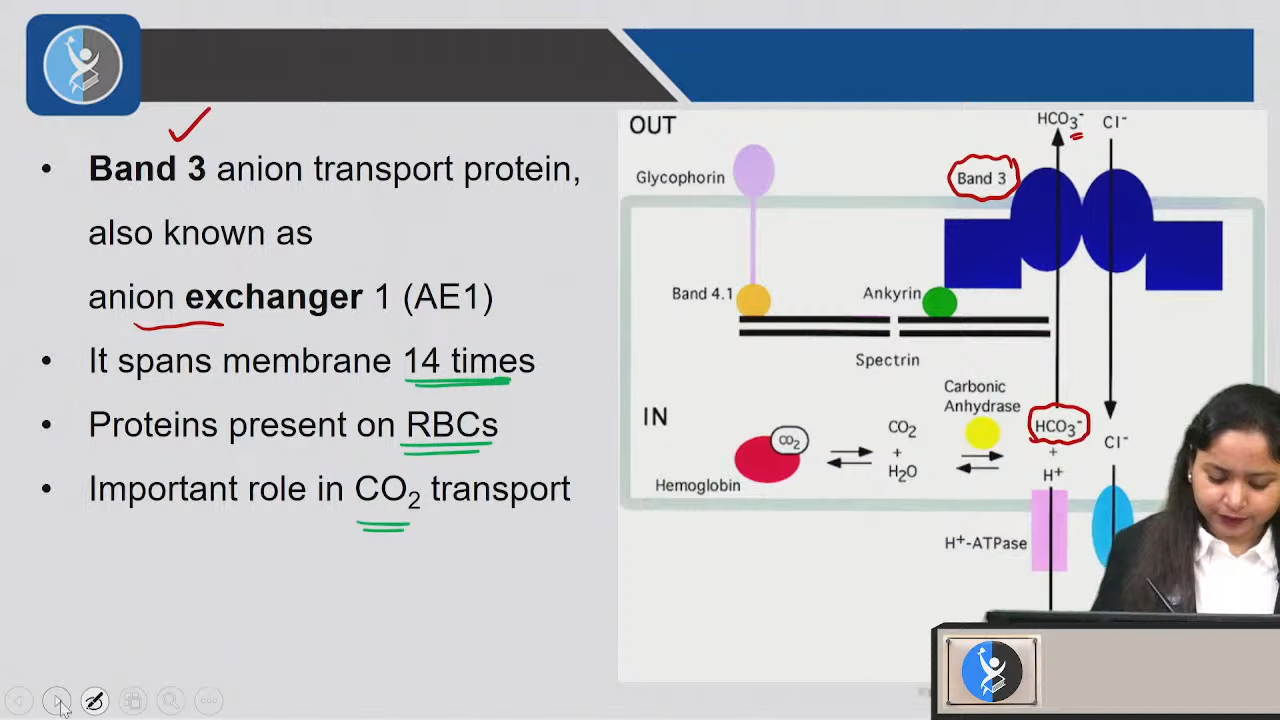 Band 3 anion transport protein,
also known as
anion exchanger 1 (AE1)
It spans membrane 14 times
Proteins present on RBCs
Important role in CO₂ transport
OUT
HCO₃⁻ Cl⁻
Glycophorin
Band 3
Band 4.1
Ankyrin
Spectrin
Carbonic
Anhydrase
IN
CO₂
Hemoglobin
CO₂
+
H₂O
HCO₃⁻
+
H⁺
Cl⁻
H⁺-ATPase